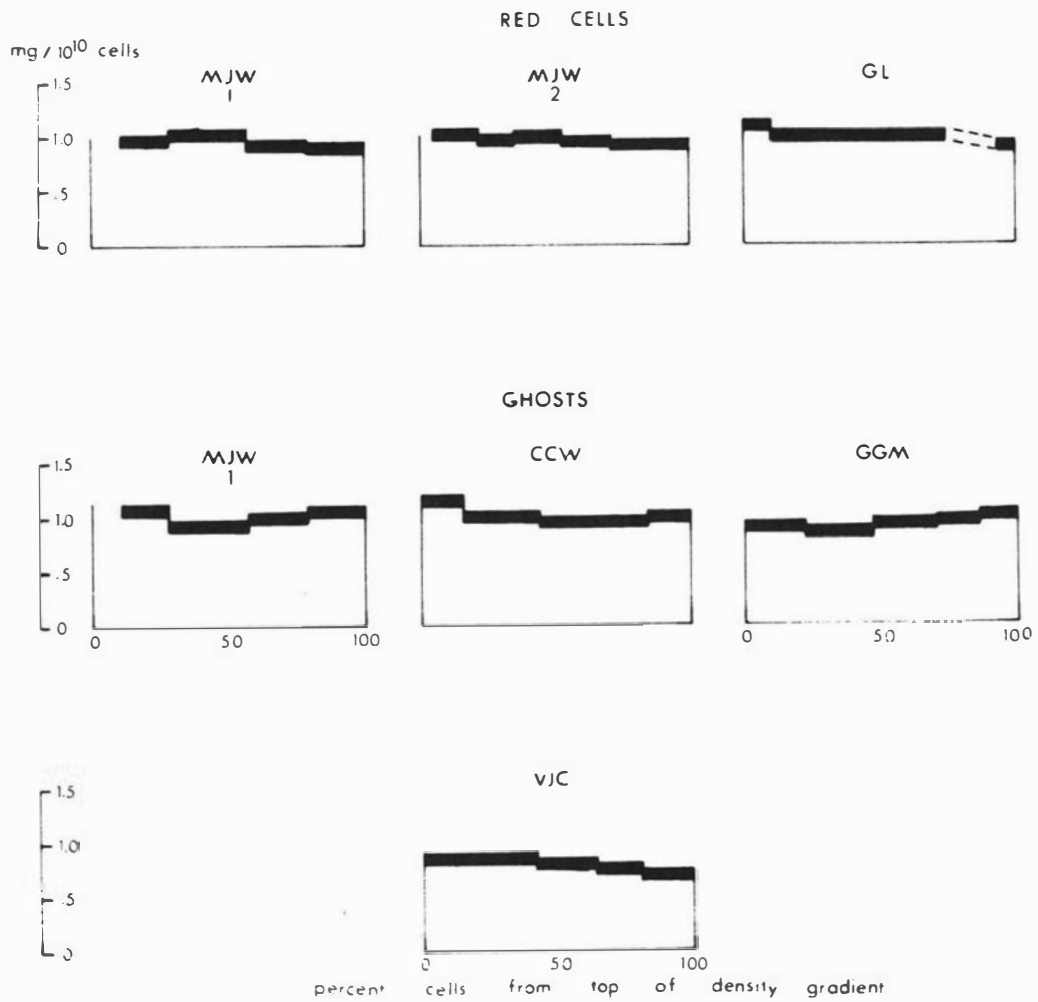 RED CELLS
mg / 10¹⁰ cells
MJW 1
MJW 2
GL
1.5
1.0
.5
0
GHOSTS
MJW 1
CCW
GGM
1.5
1.0
.5
0
0 50 100
0 50 100
VJC
1.5
1.0
.5
0
0 50 100
percent cells from top of density gradient